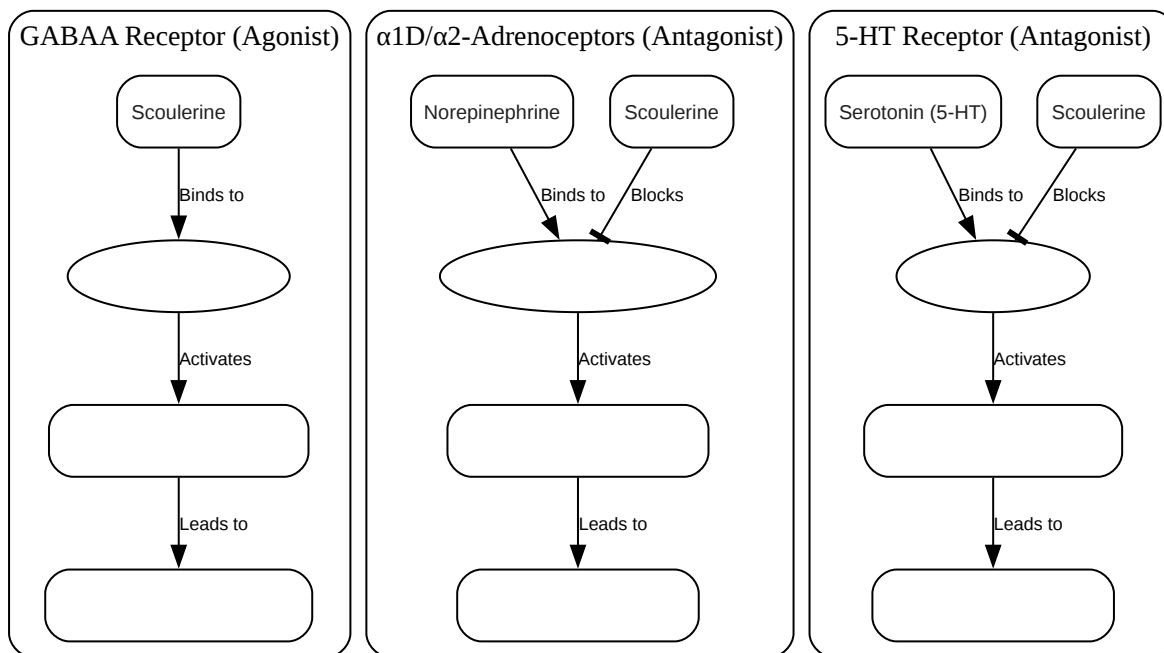 GABAA Receptor (Agonist)
Scoulerine
Binds to
Activates
Leads to
α1D/α2-Adrenoceptors (Antagonist)
Norepinephrine
Scoulerine
Binds to
Blocks
Activates
Leads to
5-HT Receptor (Antagonist)
Serotonin (5-HT)
Scoulerine
Binds to
Blocks
Activates
Leads to